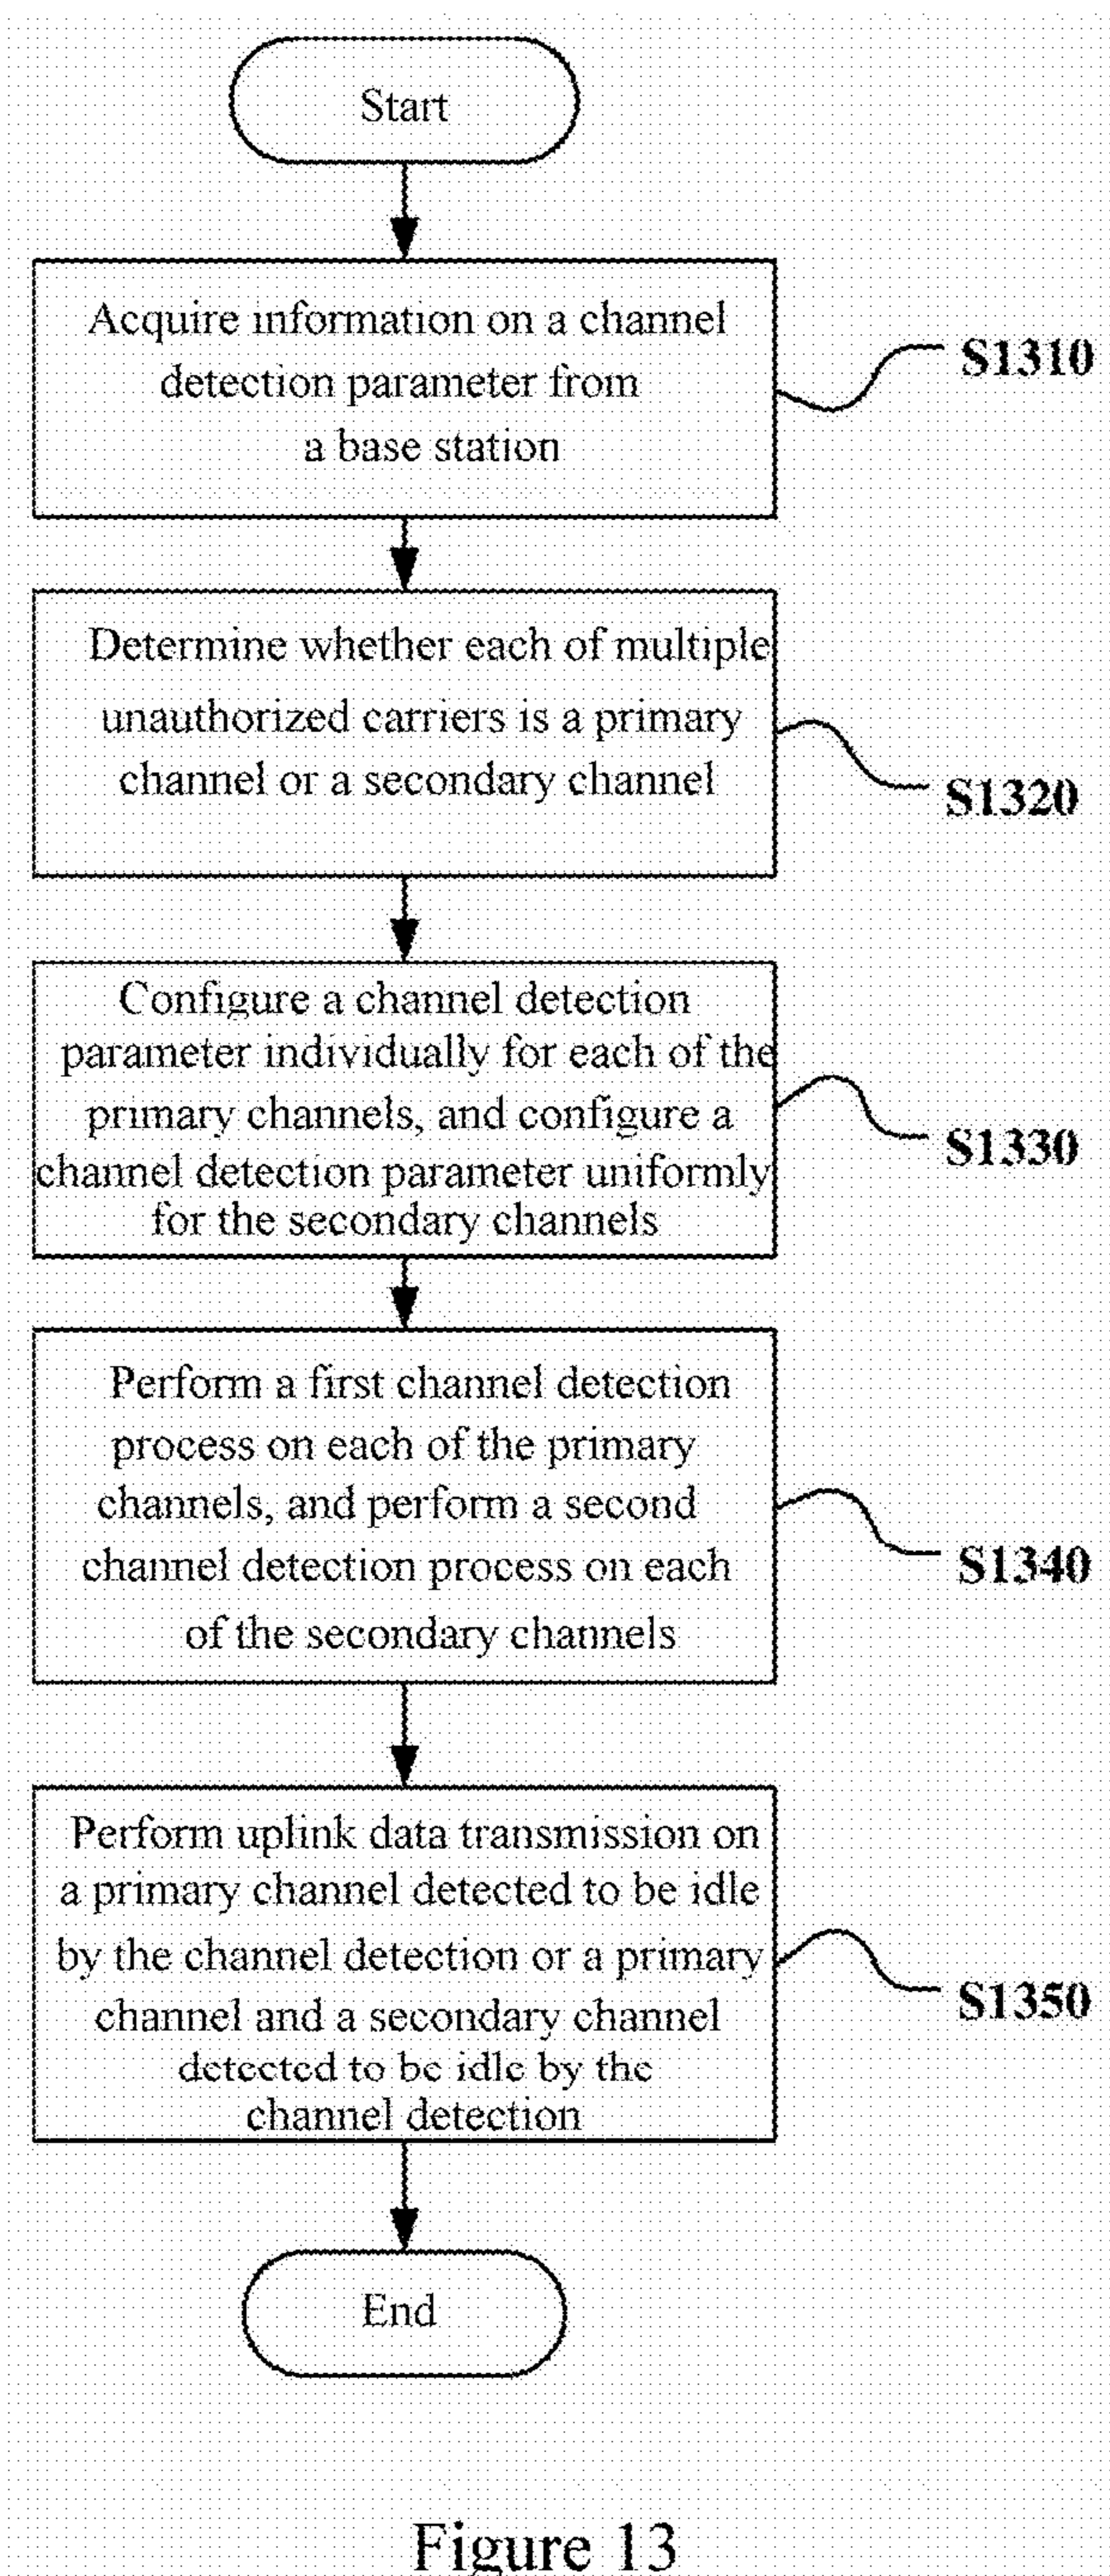 Start
Acquire information on a channel
detection parameter from
a base station
S1310
Determine whether each of multiple
unauthorized carriers is a primary
channel or a secondary channel
S1320
Configure a channel detection
parameter individually for each of the
primary channels, and configure a
channel detection parameter uniformly
for the secondary channels
S1330
Perform a first channel detection
process on each of the primary
channels, and perform a second
channel detection process on each
of the secondary channels
S1340
Perform uplink data transmission on
a primary channel detected to be idle
by the channel detection or a primary
channel and a secondary channel
detected to be idle by the
channel detection
S1350
End
Figure 13